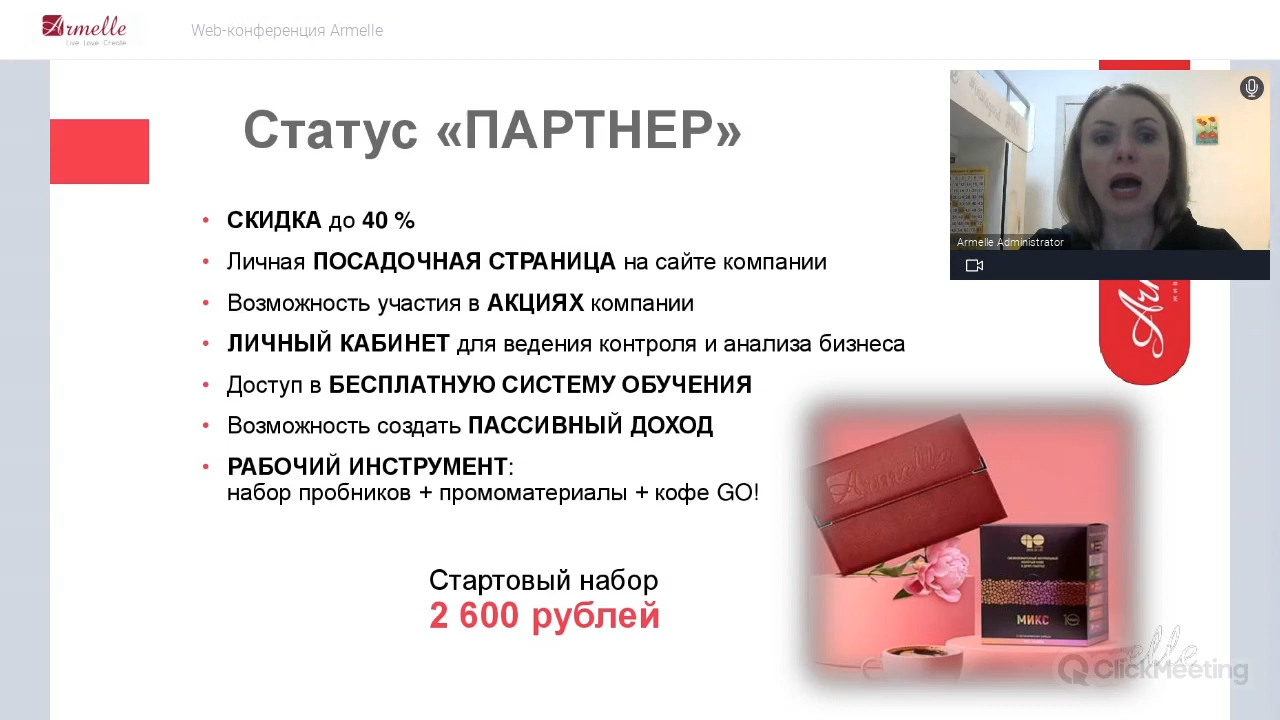 Armelle
Live. Love. Create
Web-конференция Armelle
Статус «ПАРТНЕР»
• СКИДКА до 40 %
• Личная ПОСАДОЧНАЯ СТРАНИЦА на сайте компании
• Возможность участия в АКЦИЯХ компании
• ЛИЧНЫЙ КАБИНЕТ для ведения контроля и анализа бизнеса
• Доступ в БЕСПЛАТНУЮ СИСТЕМУ ОБУЧЕНИЯ
• Возможность создать ПАССИВНЫЙ ДОХОД
• РАБОЧИЙ ИНСТРУМЕНТ:
набор пробников + промоматериалы + кофе GO!
Стартовый набор
2 600 рублей
Armelle Administrator
Armelle
GO
МИКС
ClickMeeting